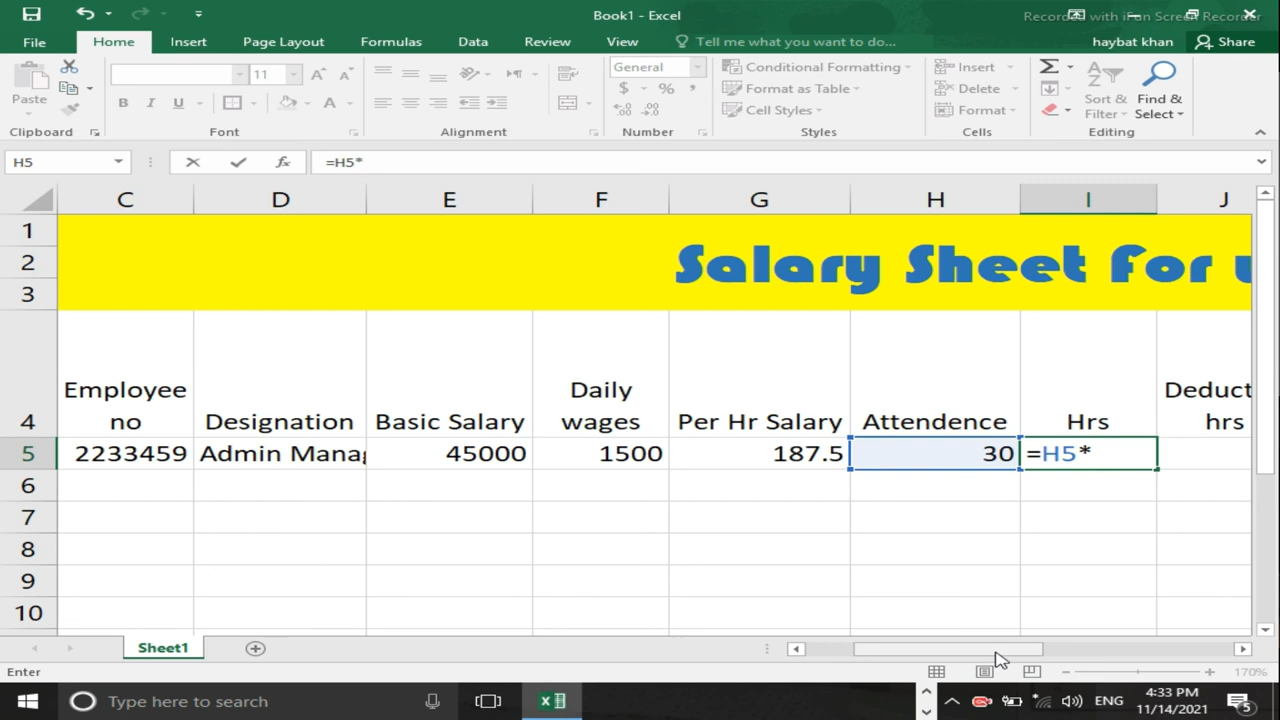 Book1 - Excel
Recorded with iFun Screen Recorder
File Home Insert Page Layout Formulas Data Review View Tell me what you want to do... haybat khan Share
Paste
11
B I U A
General
$ %
Conditional Formatting
Format as Table
Cell Styles
Insert
Delete
Format
Sort & Filter
Find & Select
Clipboard Font Alignment Number Styles Cells Editing
H5 fx =H5*
C D E F G H I J
1
2 Salary Sheet For
3
4 Employee no Designation Basic Salary Daily wages Per Hr Salary Attendence Hrs Deduct hrs
5 2233459 Admin Manag 45000 1500 187.5 30 =H5*
6
7
8
9
10
Sheet1
Enter 170%
Type here to search ENG 4:33 PM
11/14/2021 5